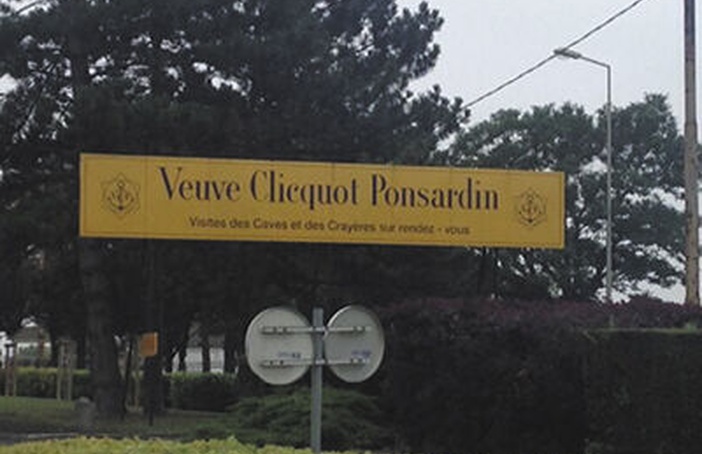 Veuve Clicquot Ponsardin
Visites des Caves et des Crayères sur rendez - vous